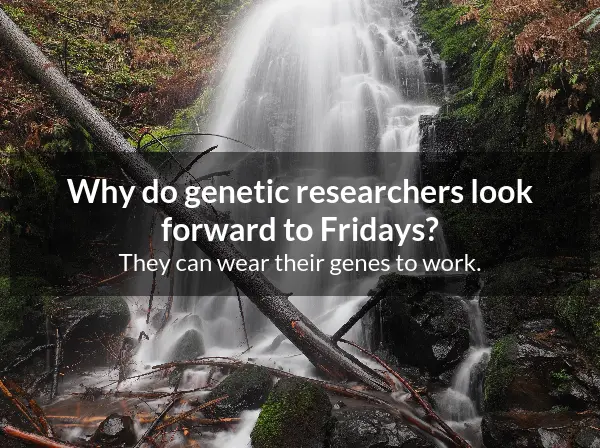 Why do genetic researchers look
forward to Fridays?
They can wear their genes to work.